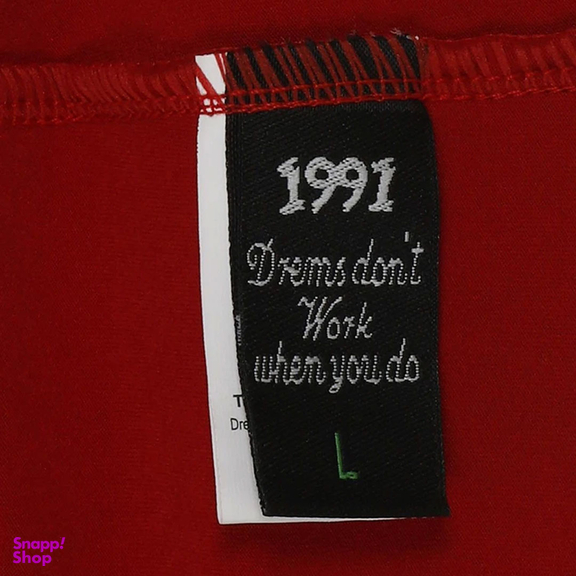 1991
Drems don't
Work
when you do
L
T
Dre
Snapp!
Shop